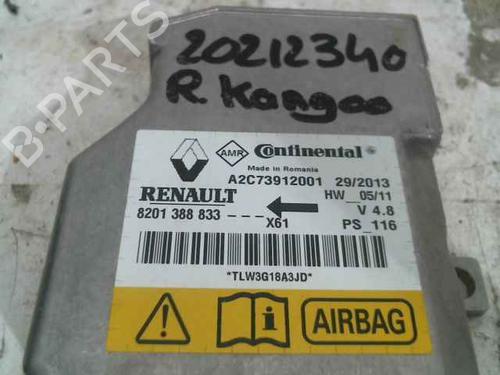 20212340
R. Kangoo
B-PARTS
AMR Continental
Made in Romania
A2C73912001 29/2013
RENAULT HW__05/11
8201 388 833 ---- V 4.8
X61 PS_116
*TLW3G18A3JD*
AIRBAG